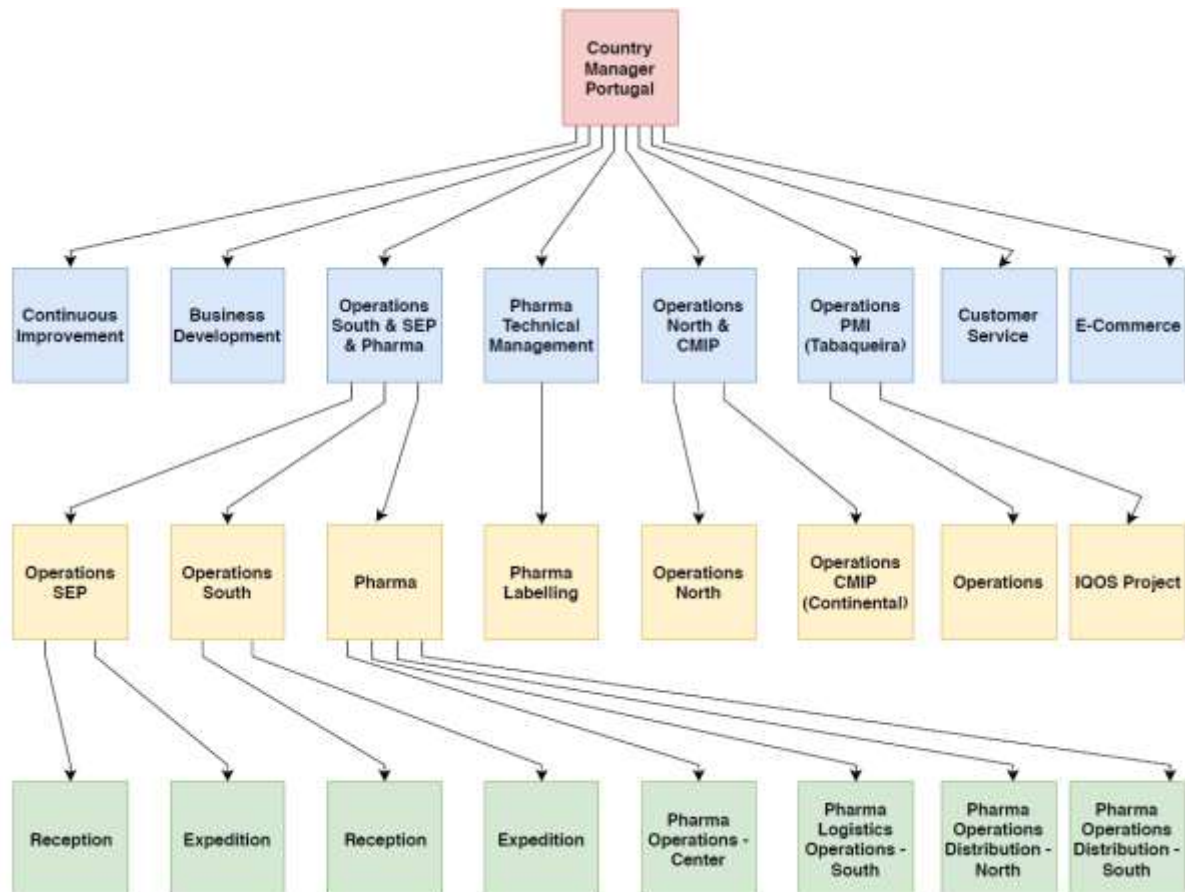 Country
Manager
Portugal
Continuous
Improvement
Business
Development
Operations
South & SEP
& Pharma
Pharma
Technical
Management
Operations
North &
CMIP
Operations
PMI
(Tabaqueira)
Customer
Service
E-Commerce
Operations
SEP
Operations
South
Pharma
Pharma
Labelling
Operations
North
Operations
CMIP
(Continental)
Operations
IQOS Project
Reception
Expedition
Reception
Expedition
Pharma
Operations -
Center
Pharma
Logistics
Operations -
South
Pharma
Operations
Distribution -
North
Pharma
Operations
Distribution -
South